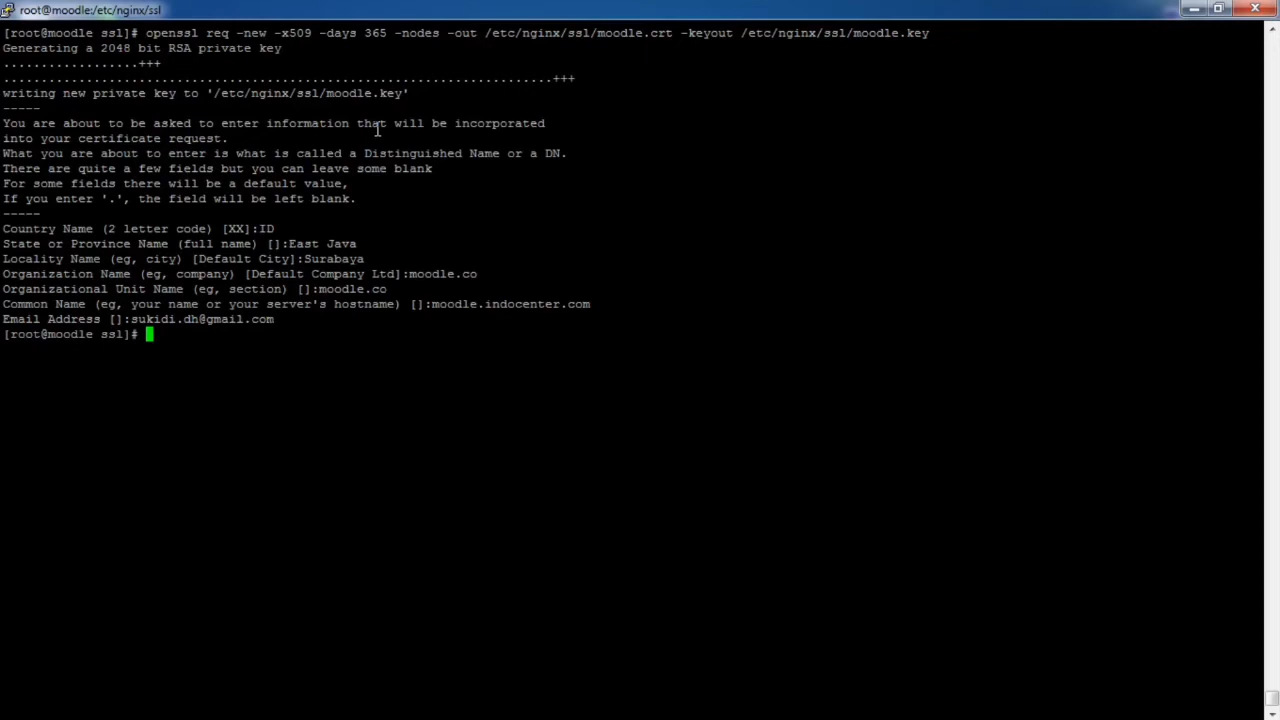 root@moodle:/etc/nginx/ssl
[root@moodle ssl]# openssl req -new -x509 -days 365 -nodes -out /etc/nginx/ssl/moodle.crt -keyout /etc/nginx/ssl/moodle.key
Generating a 2048 bit RSA private key
..................+++
.........................................................................+++
writing new private key to '/etc/nginx/ssl/moodle.key'
-----
You are about to be asked to enter information that will be incorporated
into your certificate request.
What you are about to enter is what is called a Distinguished Name or a DN.
There are quite a few fields but you can leave some blank
For some fields there will be a default value,
If you enter '.', the field will be left blank.
-----
Country Name (2 letter code) [XX]:ID
State or Province Name (full name) []:East Java
Locality Name (eg, city) [Default City]:Surabaya
Organization Name (eg, company) [Default Company Ltd]:moodle.co
Organizational Unit Name (eg, section) []:moodle.co
Common Name (eg, your name or your server's hostname) []:moodle.indocenter.com
Email Address []:sukidi.dh@gmail.com
[root@moodle ssl]#